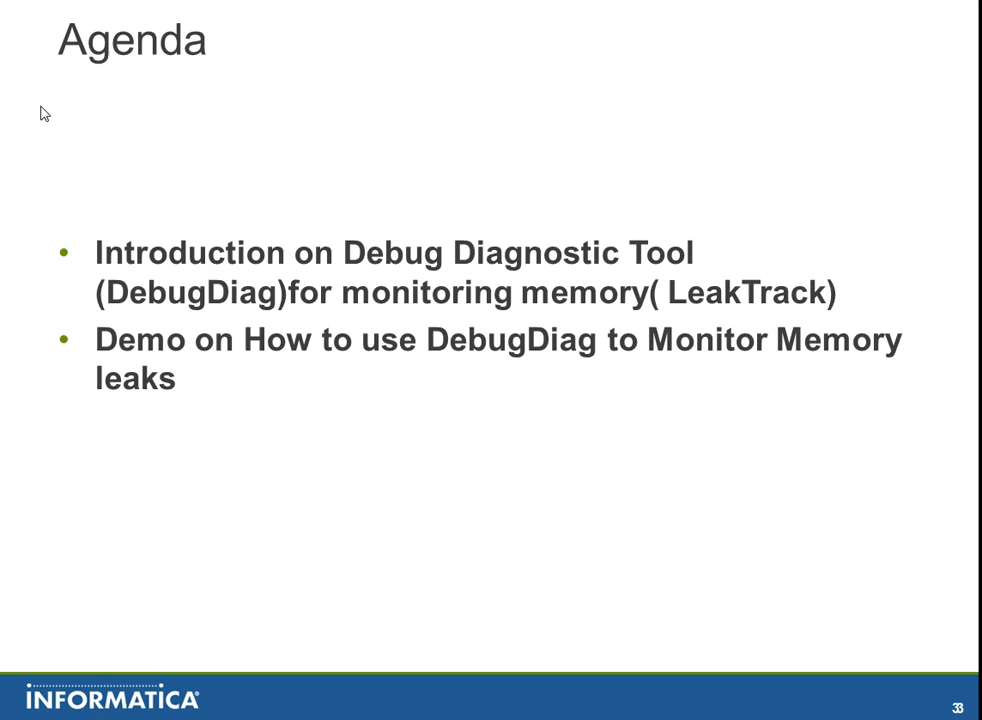 Agenda
• Introduction on Debug Diagnostic Tool
(DebugDiag)for monitoring memory( LeakTrack)
• Demo on How to use DebugDiag to Monitor Memory
leaks
INFORMATICA®